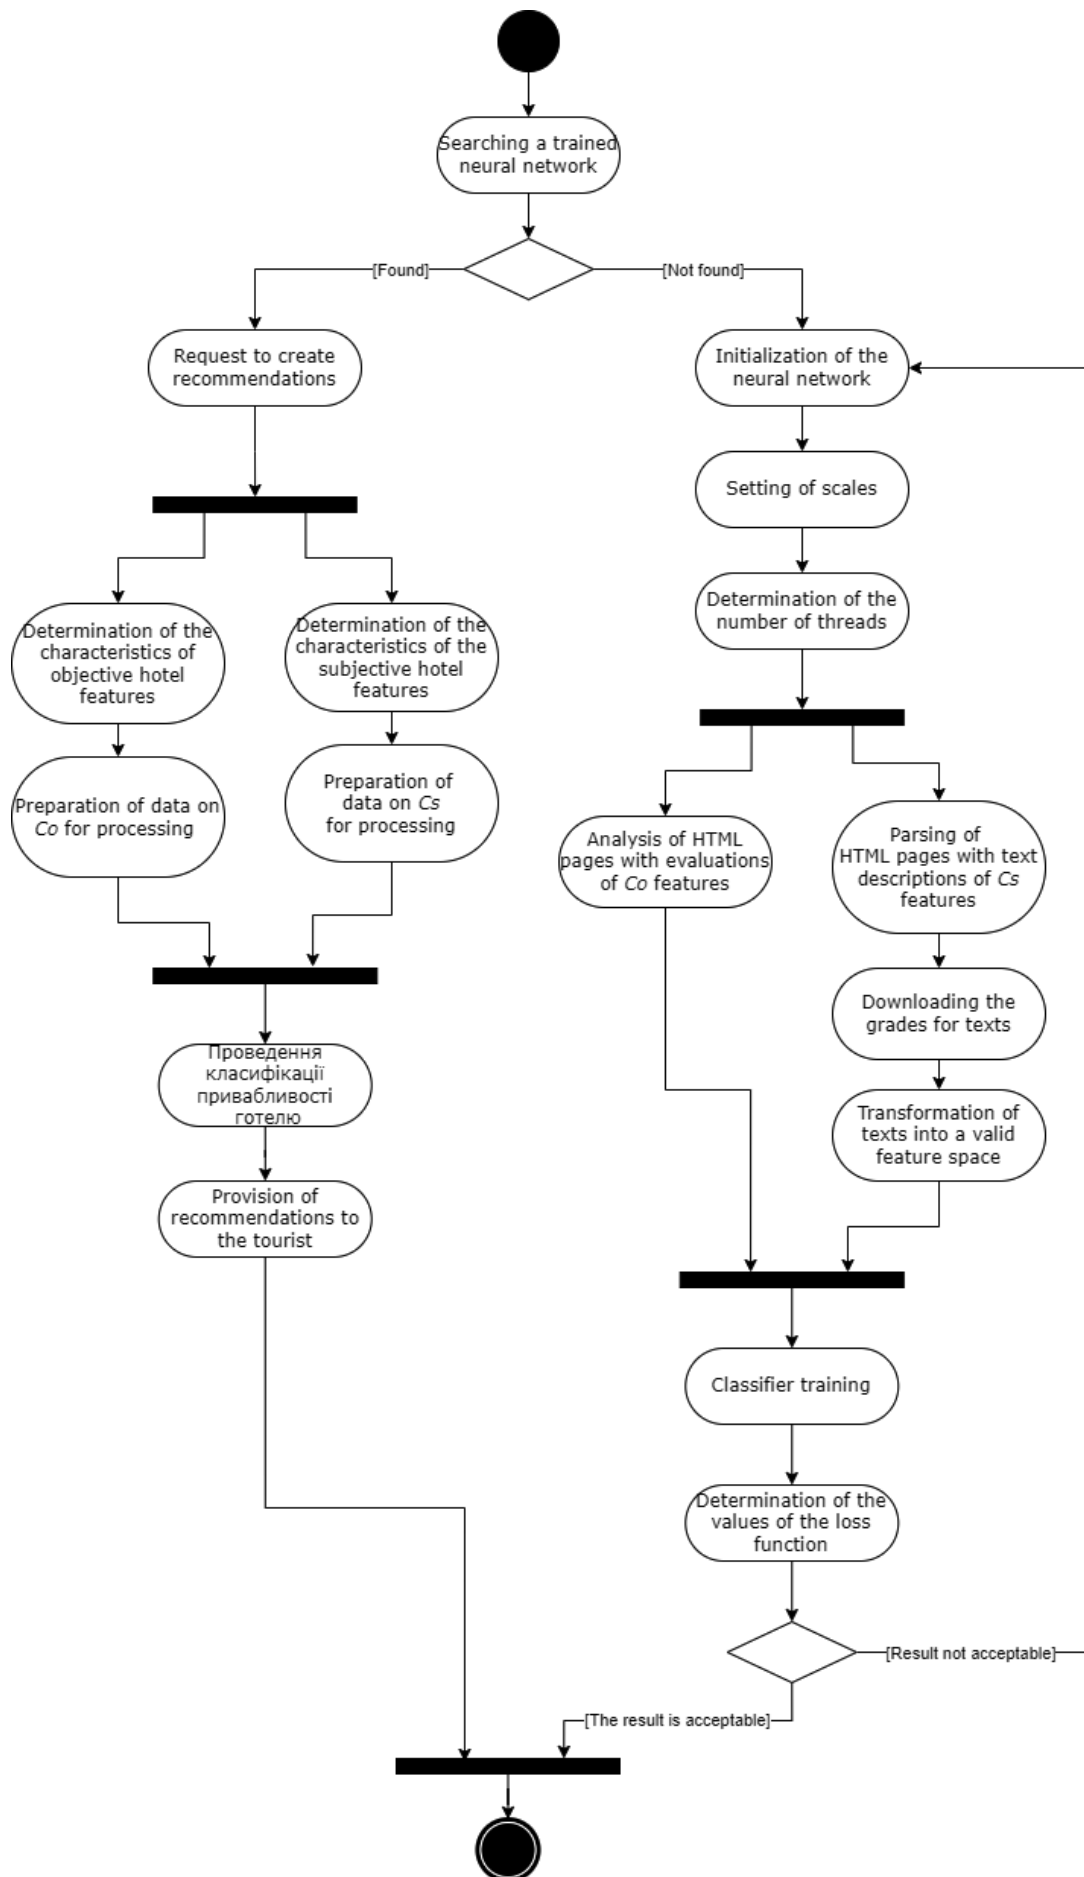 Searching a trained
neural network
[Found]
[Not found]
Request to create
recommendations
Initialization of the
neural network
Setting of scales
Determination of the
number of threads
Determination of the
characteristics of
objective hotel
features
Determination of the
characteristics of the
subjective hotel
features
Preparation of data on
Co for processing
Preparation of
data on Cs
for processing
Analysis of HTML
pages with evaluations
of Co features
Parsing of
HTML pages with text
descriptions of Cs
features
Downloading the
grades for texts
Transformation of
texts into a valid
feature space
Проведення
класифікації
привабливості
готелю
Provision of
recommendations to
the tourist
Classifier training
Determination of the
values of the loss
function
[Result not acceptable]
[The result is acceptable]